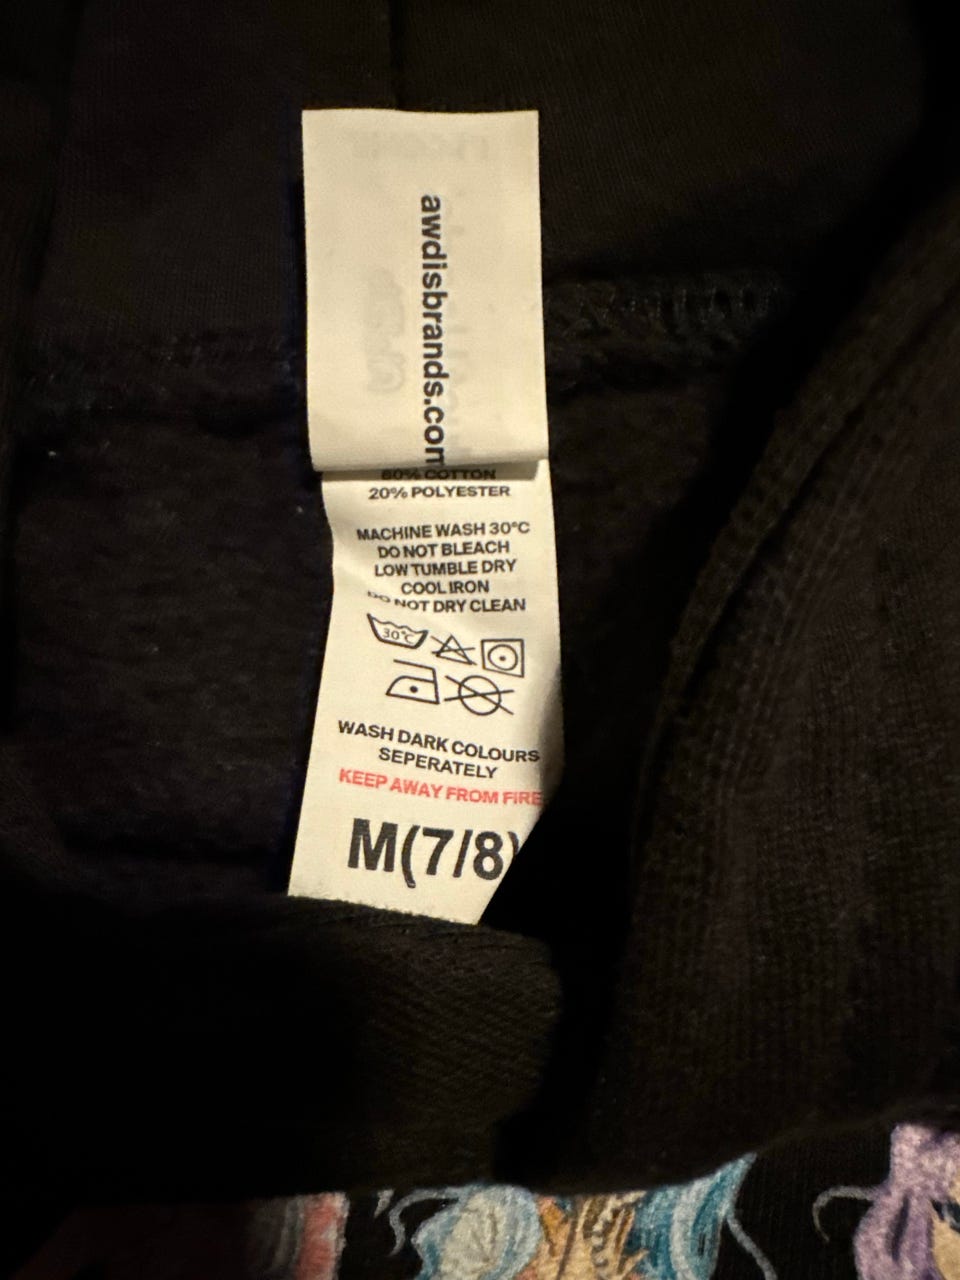 awdisbrands.com
80% COTTON
20% POLYESTER
MACHINE WASH 30°C
DO NOT BLEACH
LOW TUMBLE DRY
COOL IRON
DO NOT DRY CLEAN
30°C
WASH DARK COLOURS
SEPERATELY
KEEP AWAY FROM FIRE
M(7/8)